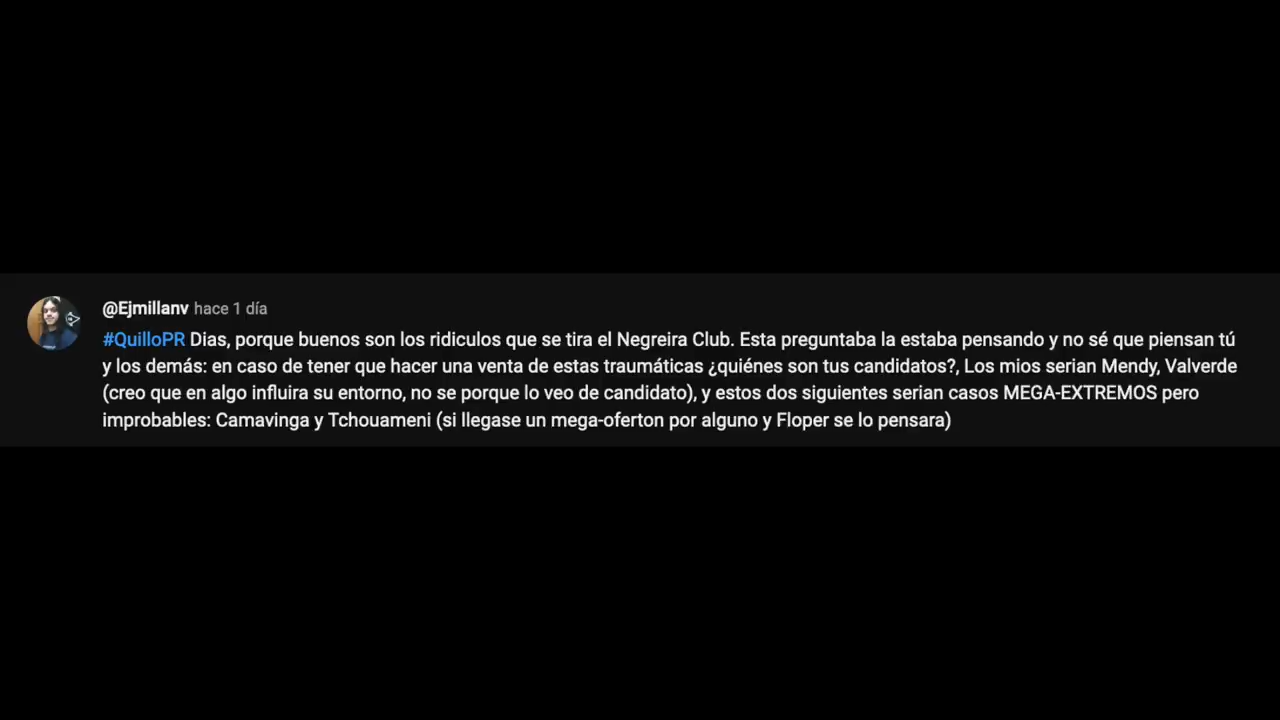 @Ejmillanv hace 1 día
#QuilloPR Dias, porque buenos son los ridiculos que se tira el Negreira Club. Esta preguntaba la estaba pensando y no sé que piensan tú
y los demás: en caso de tener que hacer una venta de estas traumáticas ¿quiénes son tus candidatos?, Los mios serian Mendy, Valverde
(creo que en algo influira su entorno, no se porque lo veo de candidato), y estos dos siguientes serian casos MEGA-EXTREMOS pero
improbables: Camavinga y Tchouameni (si llegase un mega-oferton por alguno y Floper se lo pensara)